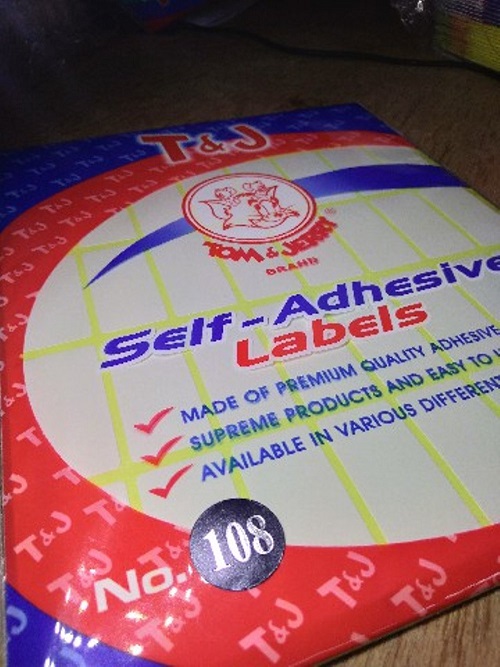 T&J
TOM & JERRY
BRAND
Self-Adhesive
Labels
MADE OF PREMIUM QUALITY ADHESIVE
SUPREME PRODUCTS AND EASY TO
AVAILABLE IN VARIOUS DIFFERENT
No. 108